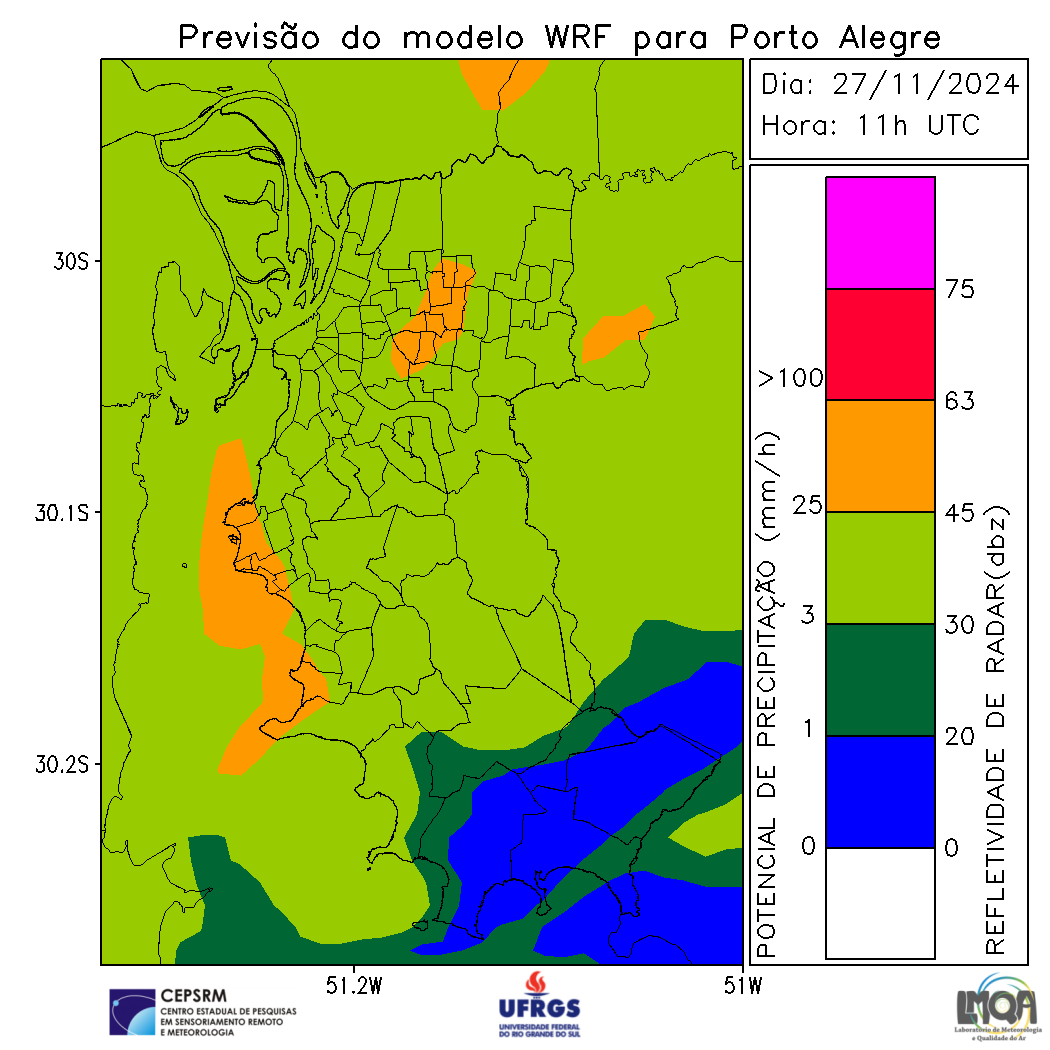 Previsão do modelo WRF para Porto Alegre
Dia: 27/11/2024
Hora: 11h UTC
30S
30.1S
30.2S
51.2W
51W
POTENCIAL DE PRECIPITAÇÃO (mm/h)
>100
25
3
1
0
75
63
45
30
20
0
REFLETIVIDADE DE RADAR(dbz)
CEPSRM
CENTRO ESTADUAL DE PESQUISAS
EM SENSORIAMENTO REMOTO
E METEOROLOGIA
UFRGS
UNIVERSIDADE FEDERAL
DO RIO GRANDE DO SUL
LMQA
Laboratório de Meteorologia
e Qualidade do Ar